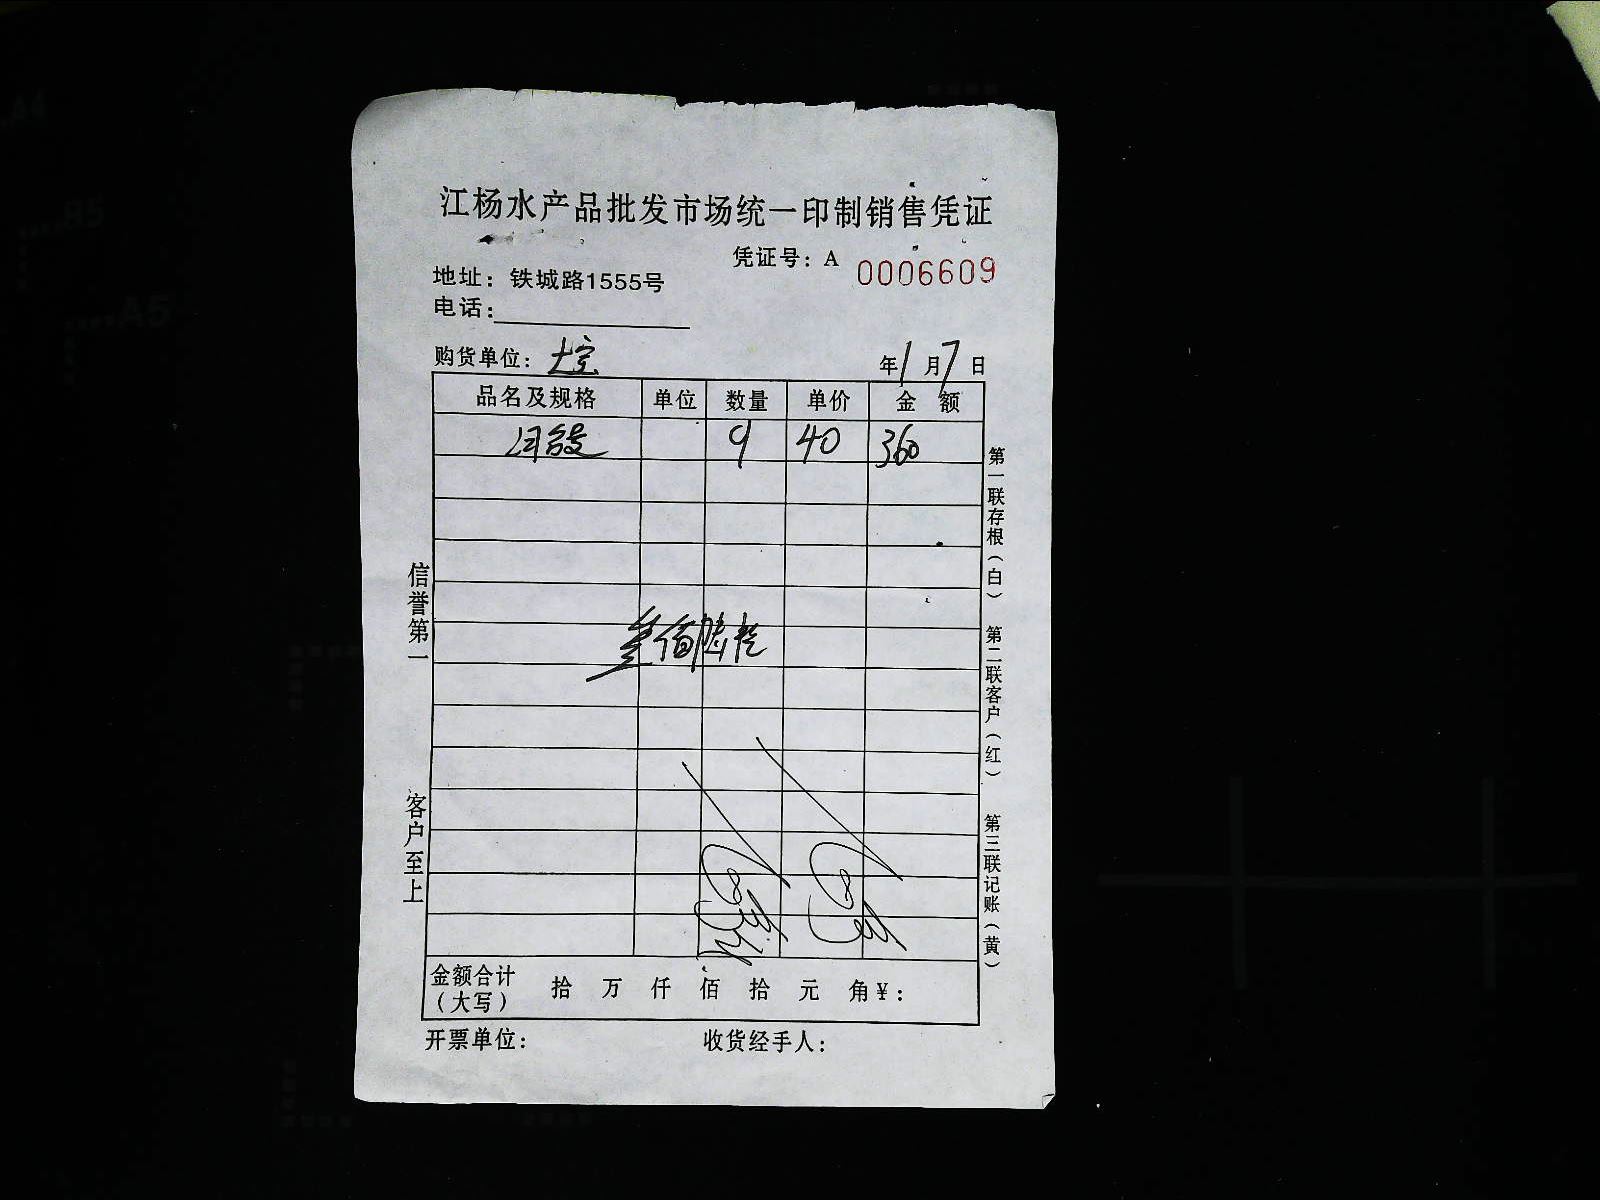 江杨水产品批发市场统一印制销售凭证
凭证号：A 0006609
地址：铁城路1555号
电话：
购货单位：
年1月7日
品名及规格 单位 数量 单价 金 额
9 40 360
信誉第一
客户至上
第一联存根（白） 第二联客户（红） 第三联记账（黄）
金额合计（大写） 拾 万 仟 佰 拾 元 角¥：
开票单位： 收货经手人：